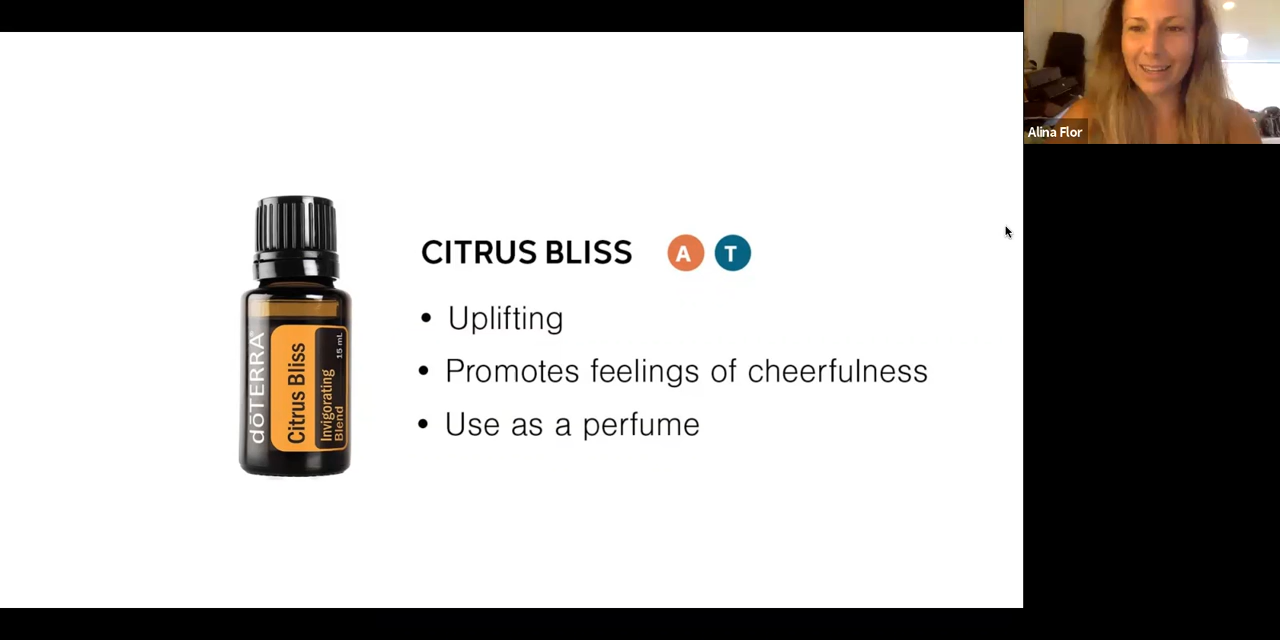 CITRUS BLISS A T
• Uplifting
• Promotes feelings of cheerfulness
• Use as a perfume
dōTERRA®
Citrus Bliss
Invigorating
Blend
15 mL
Alina Flor